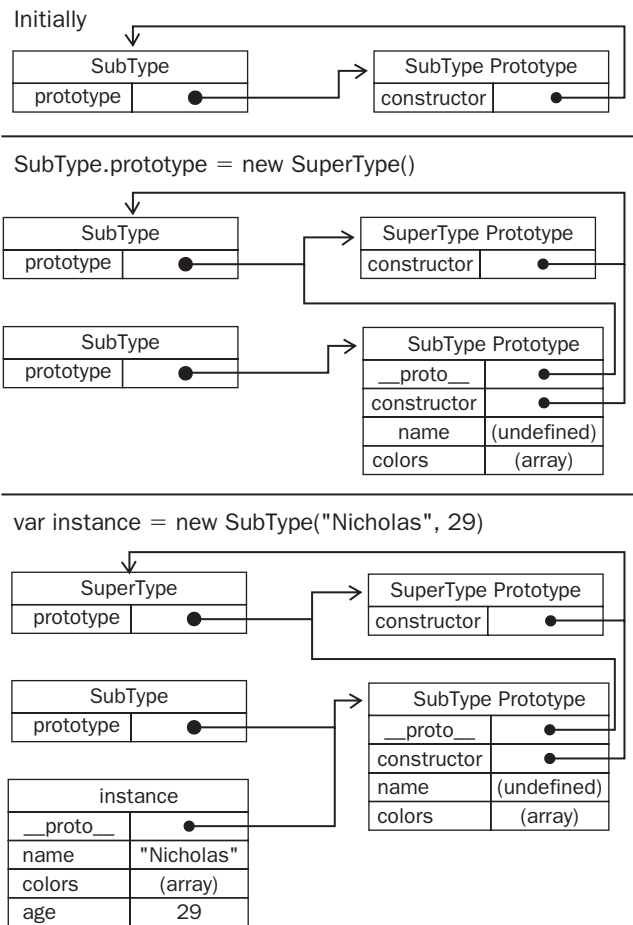 Initially
SubType
prototype
SubType Prototype
constructor
SubType.prototype = new SuperType()
SubType
prototype
SuperType Prototype
constructor
SubType
prototype
SubType Prototype
__proto__
constructor
name (undefined)
colors (array)
var instance = new SubType("Nicholas", 29)
SuperType
prototype
SuperType Prototype
constructor
SubType
prototype
SubType Prototype
__proto__
constructor
name (undefined)
colors (array)
instance
__proto__
name "Nicholas"
colors (array)
age 29